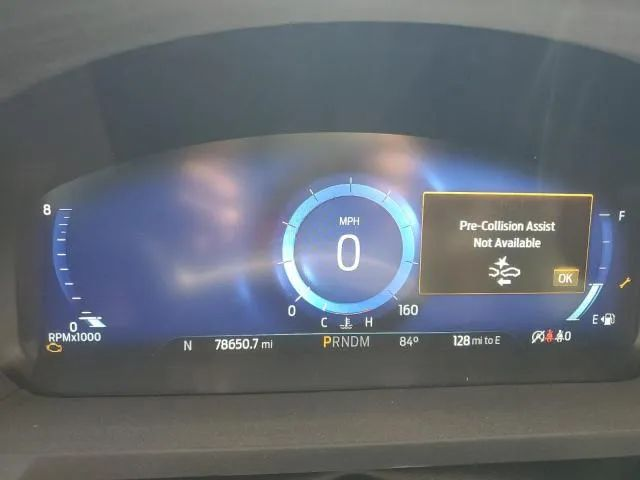 8
F
MPH
0
Pre-Collision Assist
Not Available
OK
0
160
0
C
H
E
RPMX1000
N
78650.7 mi
PRNDM
84°
128 mi to E
0